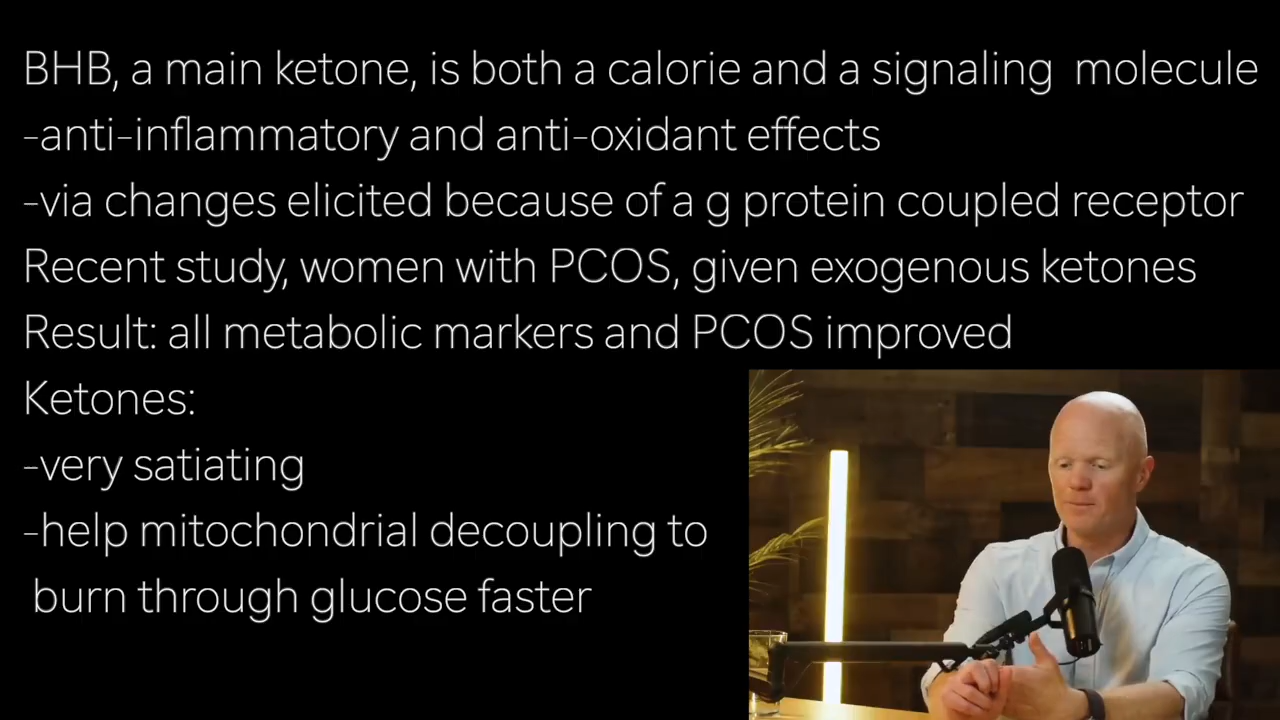 BHB, a main ketone, is both a calorie and a signaling molecule
-anti-inflammatory and anti-oxidant effects
-via changes elicited because of a g protein coupled receptor
Recent study, women with PCOS, given exogenous ketones
Result: all metabolic markers and PCOS improved
Ketones:
-very satiating
-help mitochondrial decoupling to
burn through glucose faster